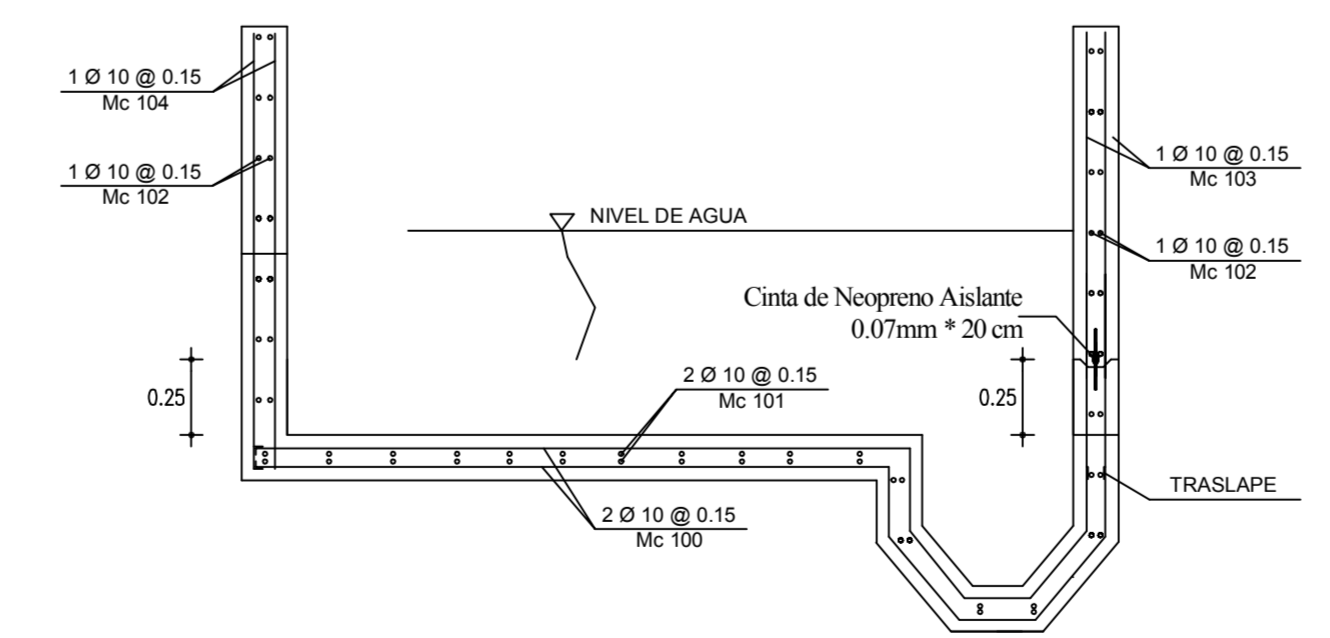 1 Ø 10 @ 0.15
Mc 104
1 Ø 10 @ 0.15
Mc 102
NIVEL DE AGUA
1 Ø 10 @ 0.15
Mc 103
1 Ø 10 @ 0.15
Mc 102
Cinta de Neopreno Aislante
0.07mm * 20 cm
0.25
2 Ø 10 @ 0.15
Mc 101
0.25
TRASLAPE
2 Ø 10 @ 0.15
Mc 100